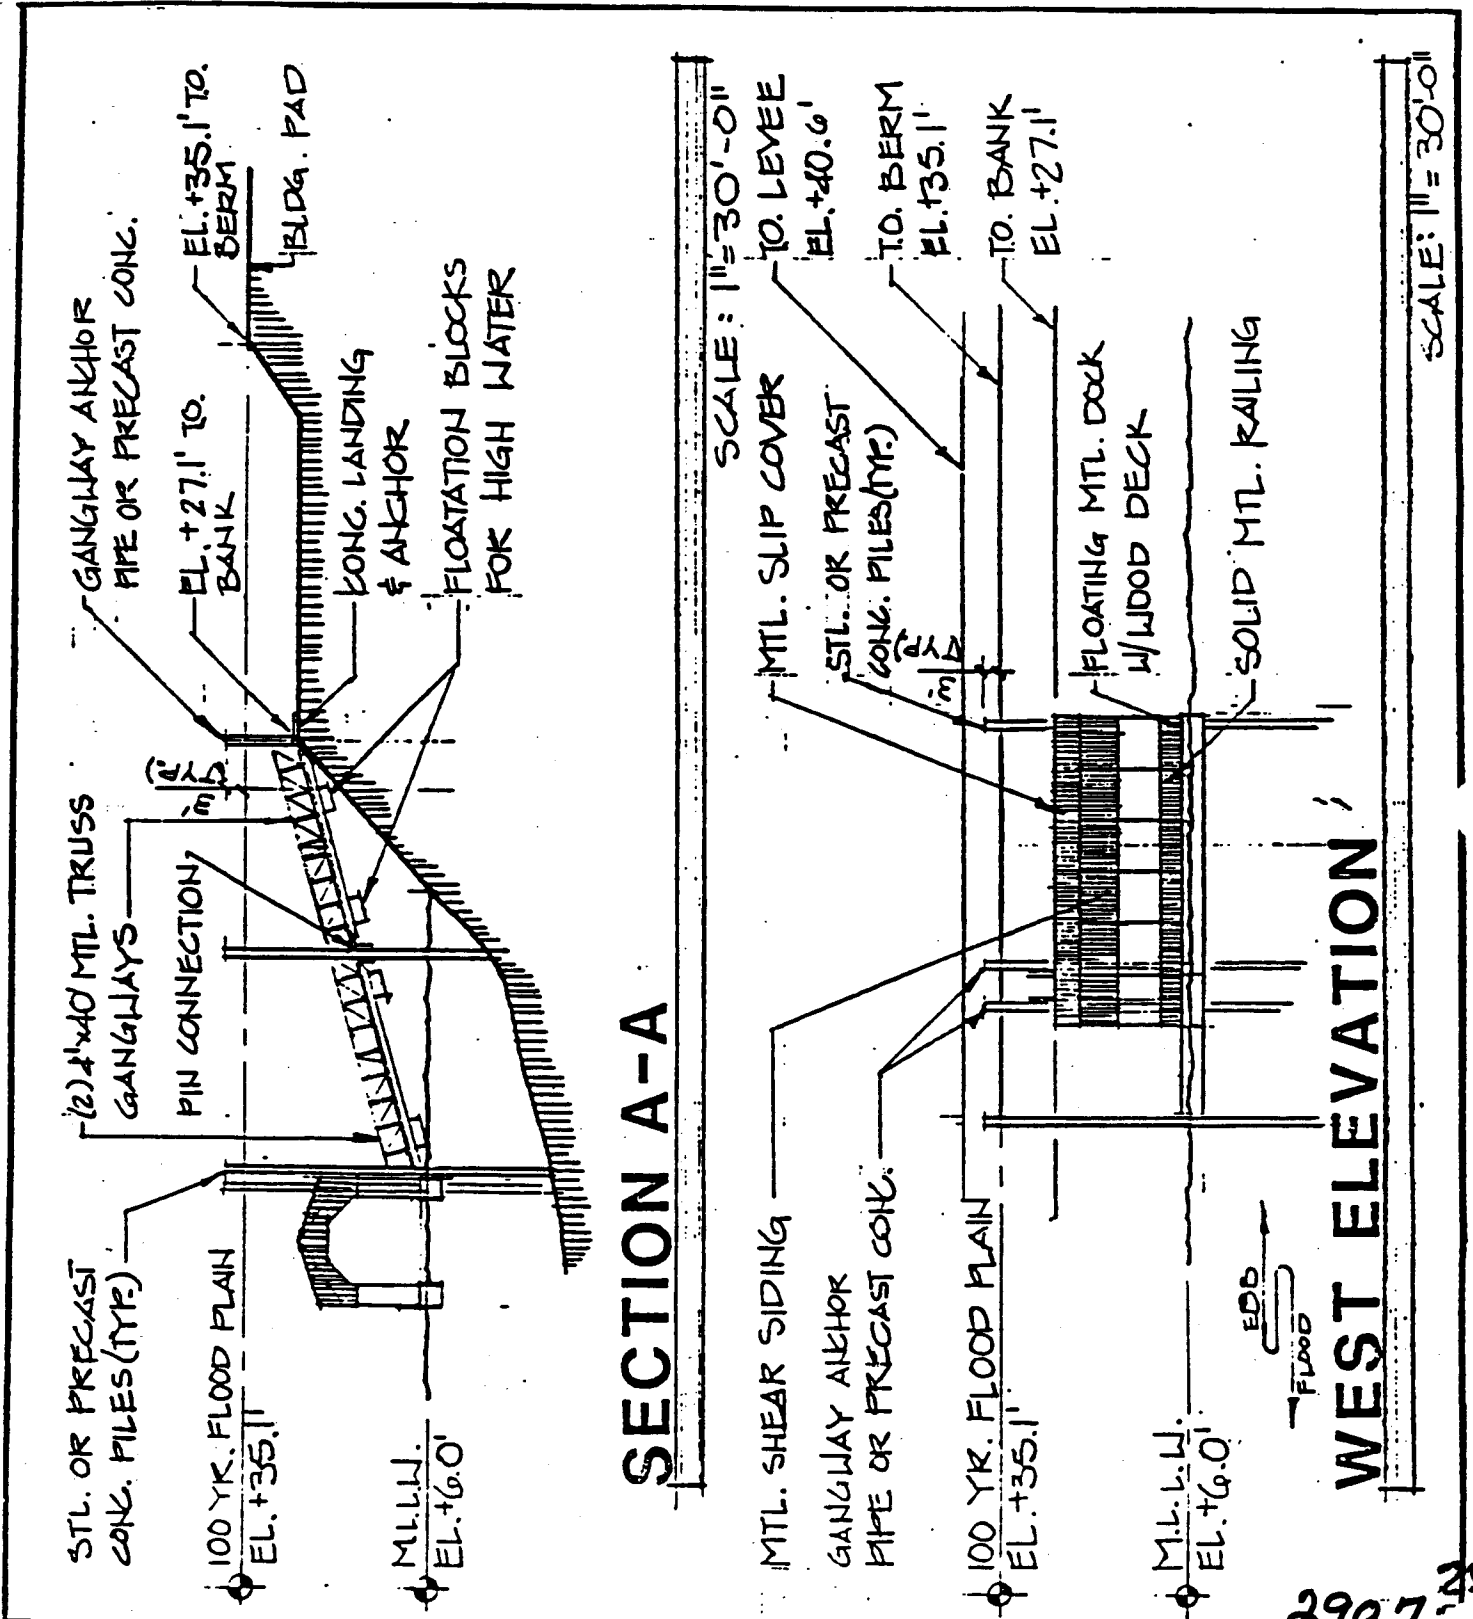 STL. OR PRECAST
CONC. PILES (TYP.)
(2) 4'x40' MTL. TRUSS
GANGWAYS
PIN CONNECTION
3'
(TYP)
GANGWAY ANCHOR
PIPE OR PRECAST CONC.
EL. +27.1' T.O.
BANK
EL. +35.1' T.O.
BERM
BLDG. PAD
CONC. LANDING
& ANCHOR
FLOATATION BLOCKS
FOR HIGH WATER
100 YR. FLOOD PLAIN
EL. +35.1'
M.L.L.W.
EL. +6.0'
SECTION A-A
SCALE: 1"=30'-0"
MTL. SHEAR SIDING
GANGWAY ANCHOR
PIPE OR PRECAST CONC.
100 YR. FLOOD PLAIN
EL. +35.1'
M.L.L.W.
EL. +6.0'
MTL. SLIP COVER
STL. OR PRECAST
CONC. PILES (TYP.)
3'
(TYP)
T.O. LEVEE
EL. +40.6'
T.O. BERM
EL. +35.1'
T.O. BANK
EL. +27.1'
FLOATING MTL. DOCK
W/WOOD DECK
SOLID MTL. RAILING
EBB
FLOOD
WEST ELEVATION
SCALE: 1"=30'-0"